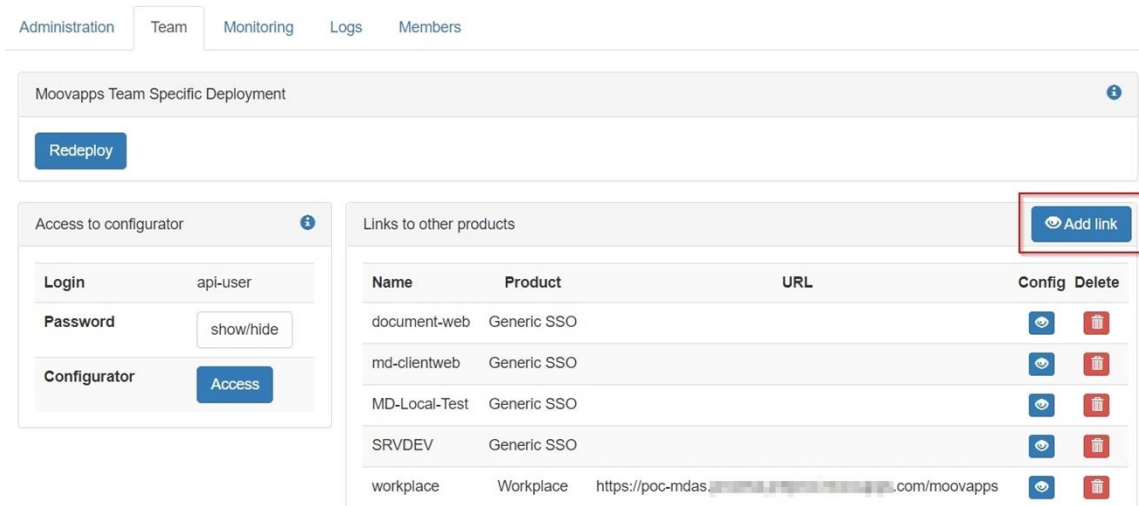 Administration Team Monitoring Logs Members
Moovapps Team Specific Deployment
Redeploy
Access to configurator
Login api-user
Password show/hide
Configurator Access
Links to other products Add link
Name Product URL Config Delete
document-web Generic SSO
md-clientweb Generic SSO
MD-Local-Test Generic SSO
SRVDEV Generic SSO
workplace Workplace https://poc-mdas. .com/moovapps